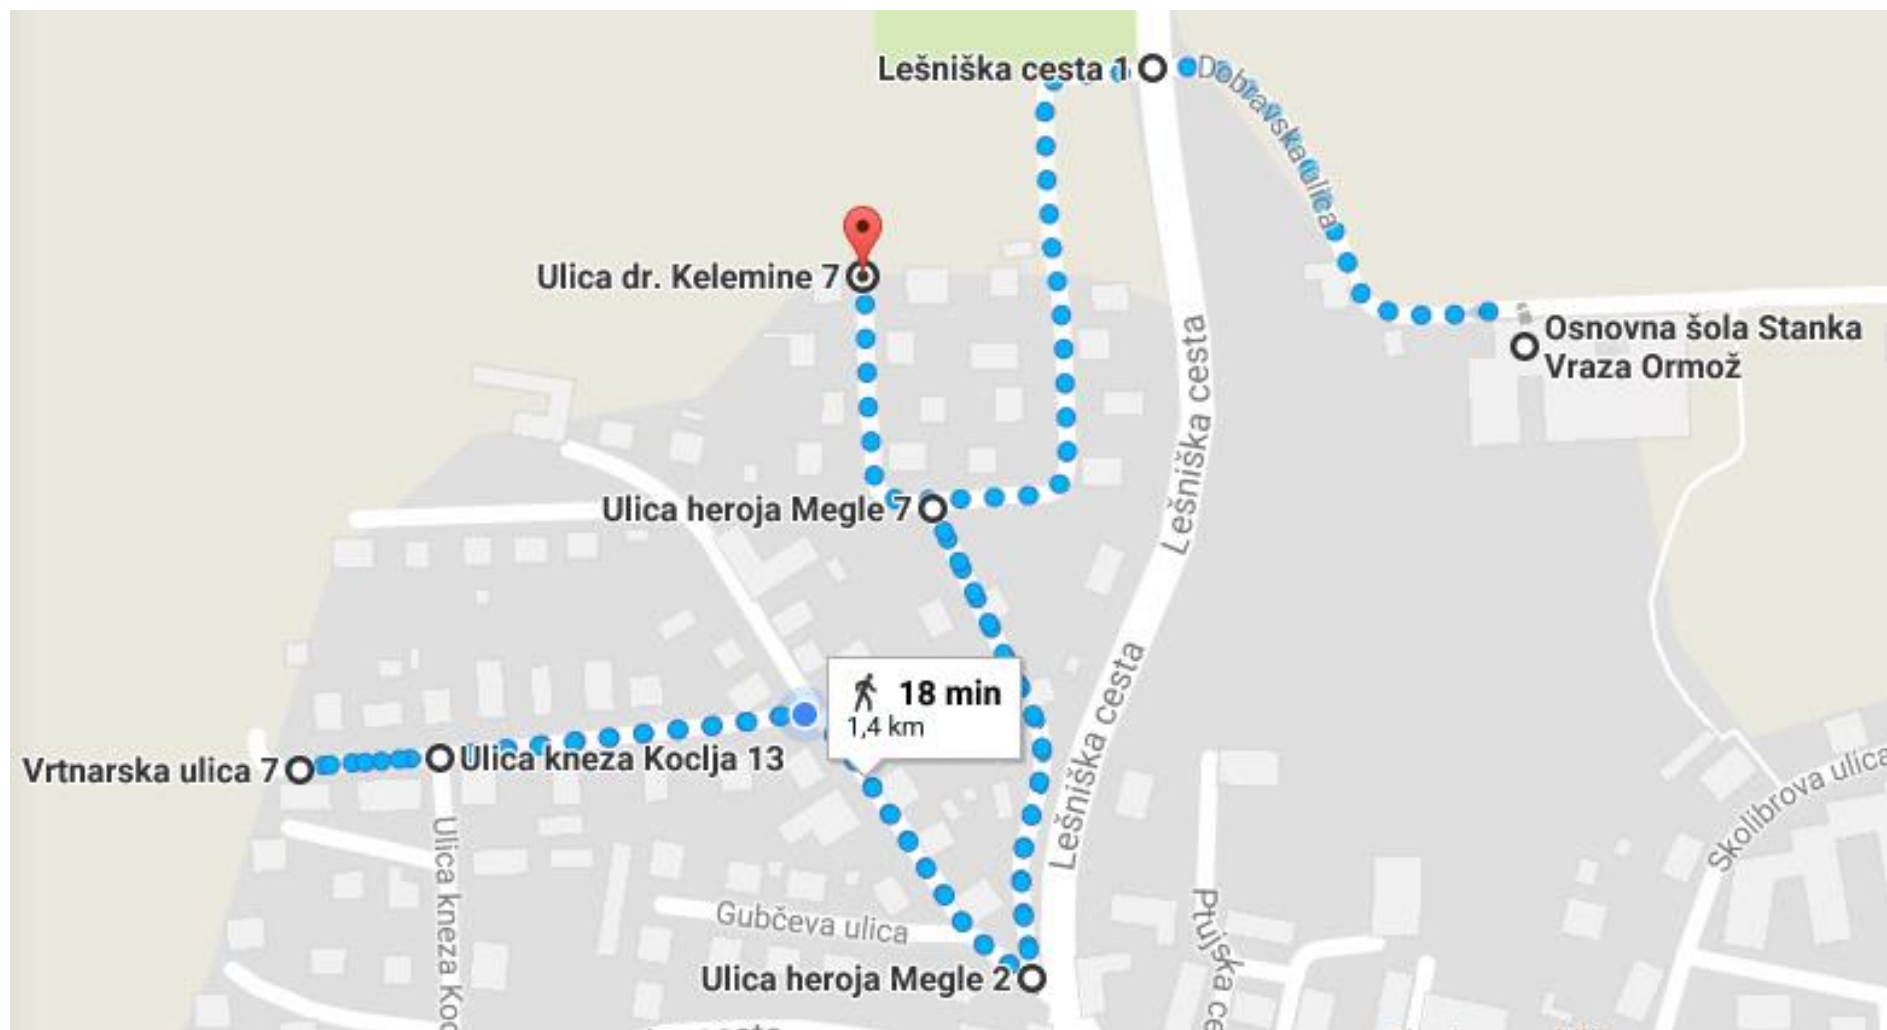 Lešniška cesta 1
Dobravska ulica
Ulica dr. Kelemine 7
Osnovna šola Stanka
Vraza Ormož
Lešniška cesta
Ulica heroja Megle 7
Lešniška cesta
18 min
1,4 km
Vrtnarska ulica 7
Ulica kneza Koclja 13
Skolibrova ulica
Ulica kneza Koc
Gubčeva ulica
Ptujska ce
Ulica heroja Megle 2